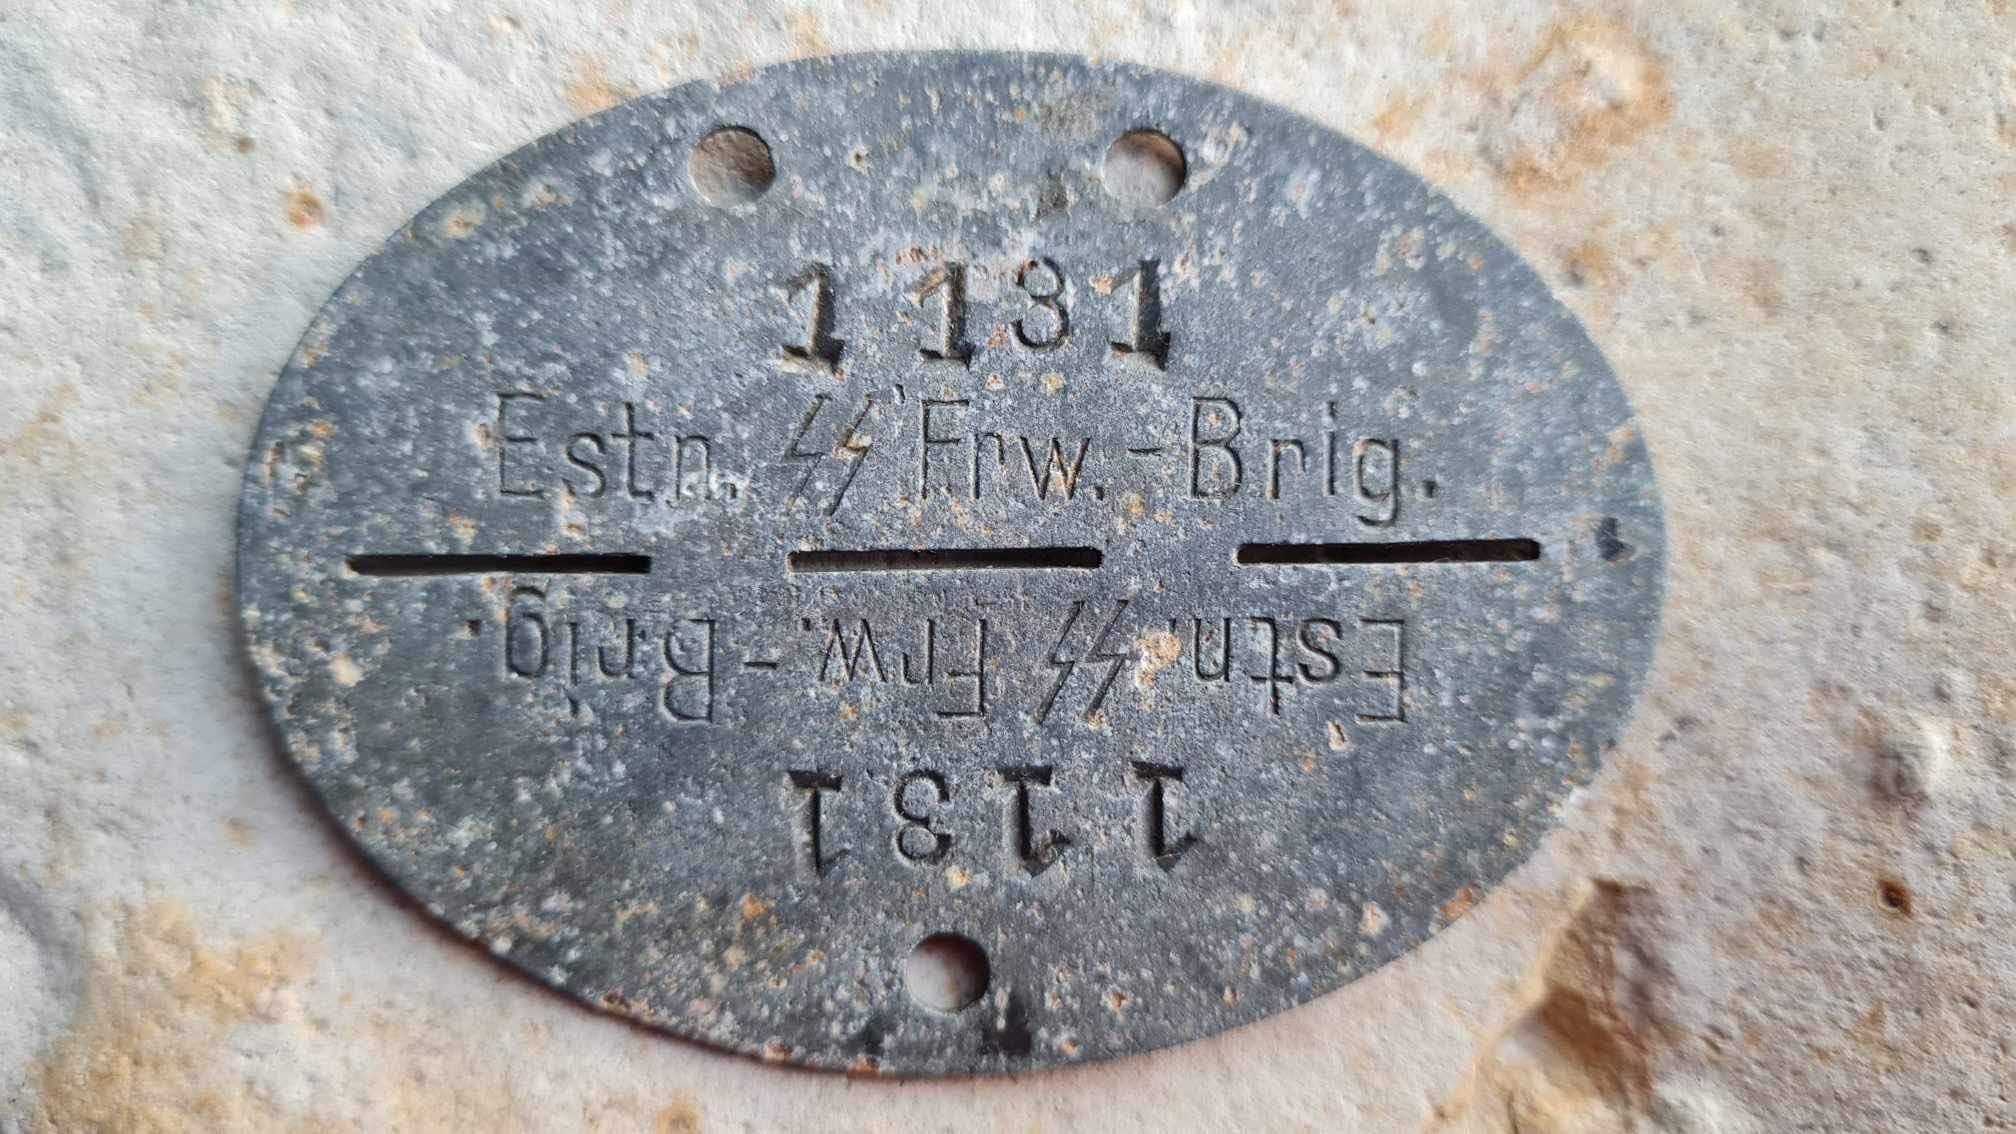 1131
Estn. ᛋᛋ Frw.-Brig.
Estn. ᛋᛋ Frw.-Brig.
1131